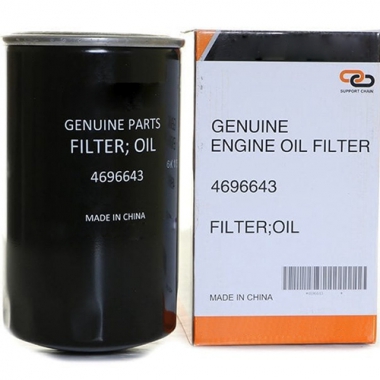 GENUINE PARTS
FILTER; OIL
4696643
MADE IN CHINA
SUPPORT CHAIN
GENUINE
ENGINE OIL FILTER
4696643
FILTER;OIL
MADE IN CHINA